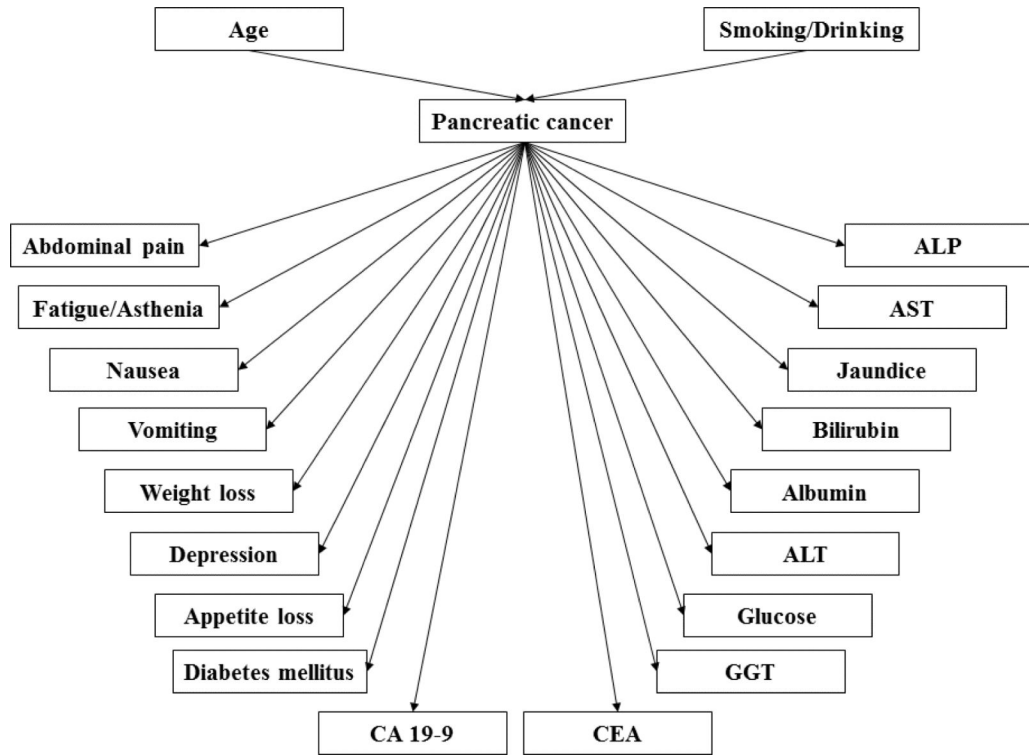 Age
Smoking/Drinking
Pancreatic cancer
Abdominal pain
ALP
Fatigue/Asthenia
AST
Nausea
Jaundice
Vomiting
Bilirubin
Weight loss
Albumin
Depression
ALT
Appetite loss
Glucose
Diabetes mellitus
GGT
CA 19-9
CEA